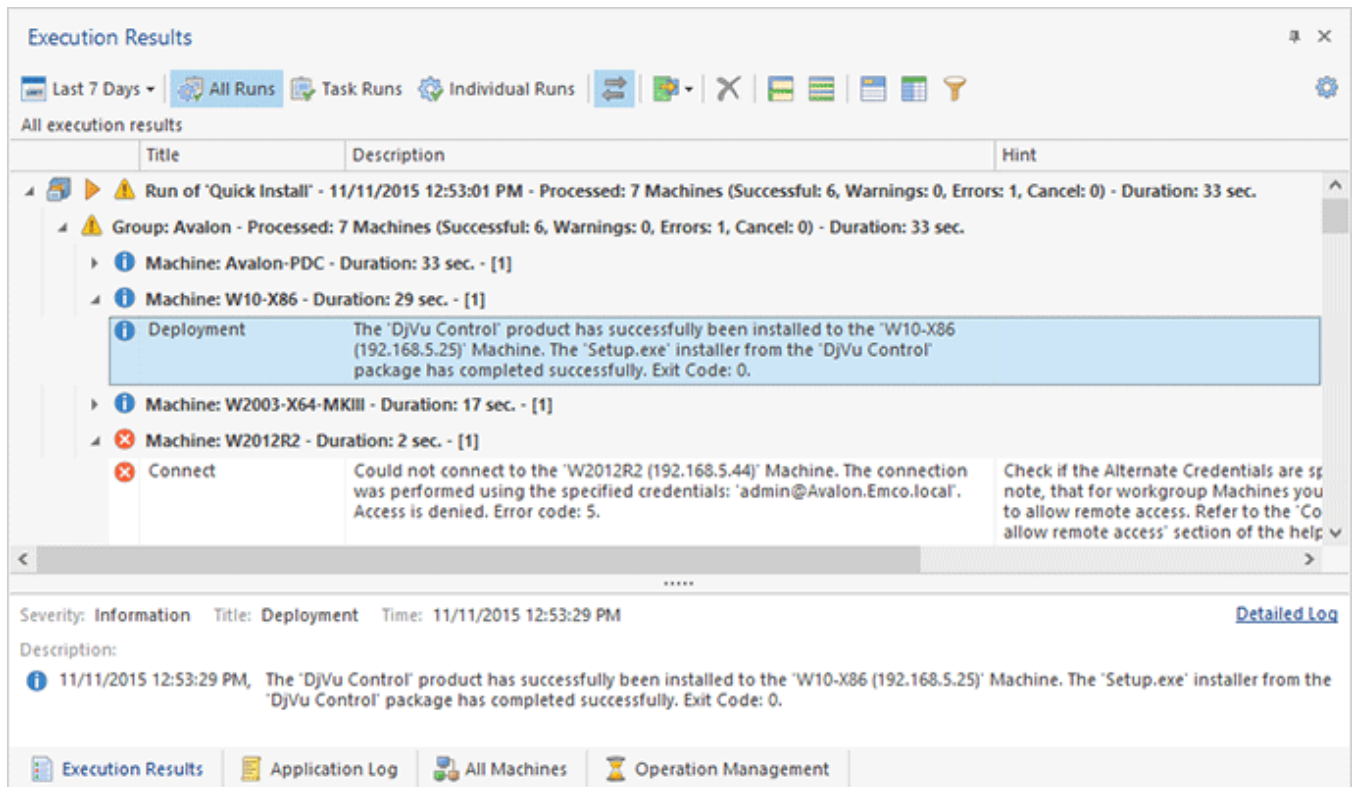 Execution Results
Last 7 Days All Runs Task Runs Individual Runs
All execution results
Title Description Hint
Run of 'Quick Install' - 11/11/2015 12:53:01 PM - Processed: 7 Machines (Successful: 6, Warnings: 0, Errors: 1, Cancel: 0) - Duration: 33 sec.
Group: Avalon - Processed: 7 Machines (Successful: 6, Warnings: 0, Errors: 1, Cancel: 0) - Duration: 33 sec.
Machine: Avalon-PDC - Duration: 33 sec. - [1]
Machine: W10-X86 - Duration: 29 sec. - [1]
Deployment The 'DjVu Control' product has successfully been installed to the 'W10-X86
(192.168.5.25)' Machine. The 'Setup.exe' installer from the 'DjVu Control'
package has completed successfully. Exit Code: 0.
Machine: W2003-X64-MKIII - Duration: 17 sec. - [1]
Machine: W2012R2 - Duration: 2 sec. - [1]
Connect Could not connect to the 'W2012R2 (192.168.5.44)' Machine. The connection Check if the Alternate Credentials are sp
was performed using the specified credentials: 'admin@Avalon.Emco.local'. note, that for workgroup Machines you
Access is denied. Error code: 5. to allow remote access. Refer to the 'Co
allow remote access' section of the help
Severity: Information Title: Deployment Time: 11/11/2015 12:53:29 PM Detailed Log
Description:
11/11/2015 12:53:29 PM, The 'DjVu Control' product has successfully been installed to the 'W10-X86 (192.168.5.25)' Machine. The 'Setup.exe' installer from the
'DjVu Control' package has completed successfully. Exit Code: 0.
Execution Results Application Log All Machines Operation Management